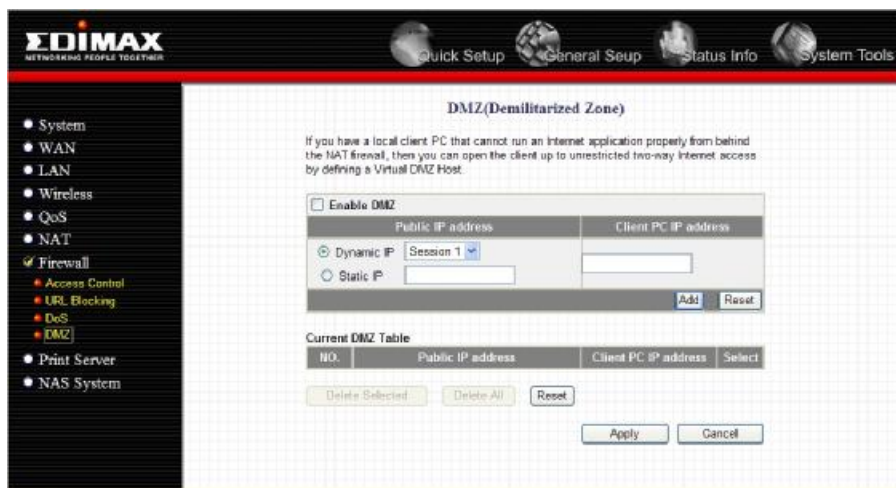 EDIMAX
NETWORKING PEOPLE TOGETHER
Quick Setup
General Seup
Status Info
System Tools
System
WAN
LAN
Wireless
QoS
NAT
Firewall
Access Control
URL Blocking
DoS
DMZ
Print Server
NAS System
DMZ(Demilitarized Zone)
If you have a local client PC that cannot run an Internet application properly from behind
the NAT firewall, then you can open the client up to unrestricted two-way Internet access
by defining a Virtual DMZ Host.
Enable DMZ
Public IP address Client PC IP address
Dynamic IP Session 1
Static IP
Add Reset
Current DMZ Table
NO. Public IP address Client PC IP address Select
Delete Selected Delete All Reset
Apply Cancel